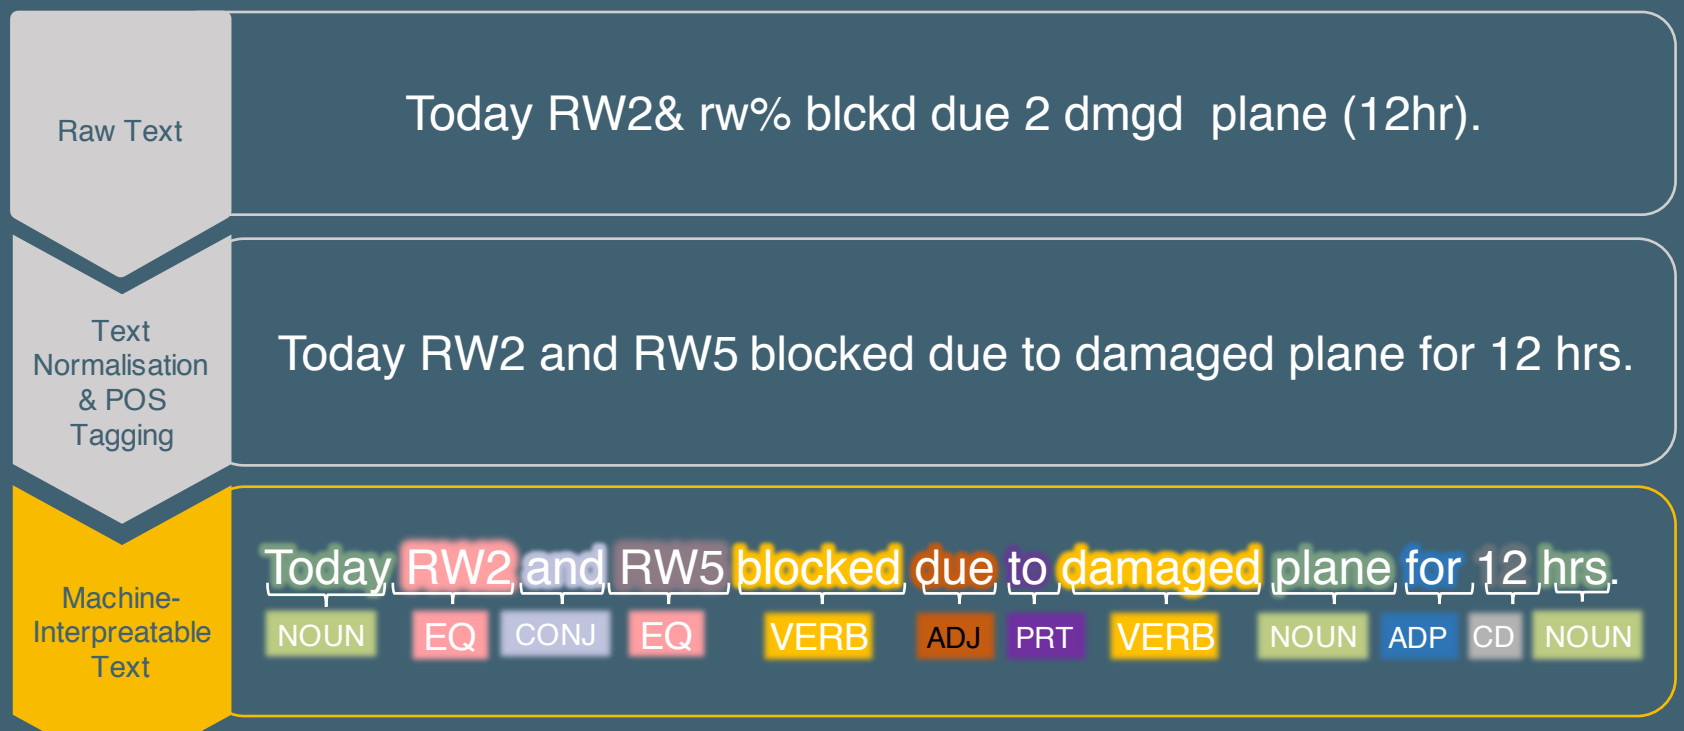 Raw Text
Today RW2& rw% blckd due 2 dmgd plane (12hr).
Text
Normalisation
& POS
Tagging
Today RW2 and RW5 blocked due to damaged plane for 12 hrs.
Machine-
Interpreatable
Text
Today RW2 and RW5 blocked due to damaged plane for 12 hrs.
NOUN EQ CONJ EQ VERB ADJ PRT VERB NOUN ADP CD NOUN